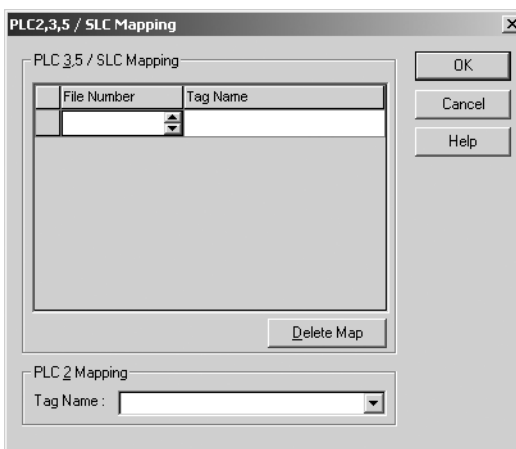 PLC2,3,5 / SLC Mapping
PLC 3,5 / SLC Mapping
File Number Tag Name
Delete Map
PLC 2 Mapping
Tag Name :
OK
Cancel
Help